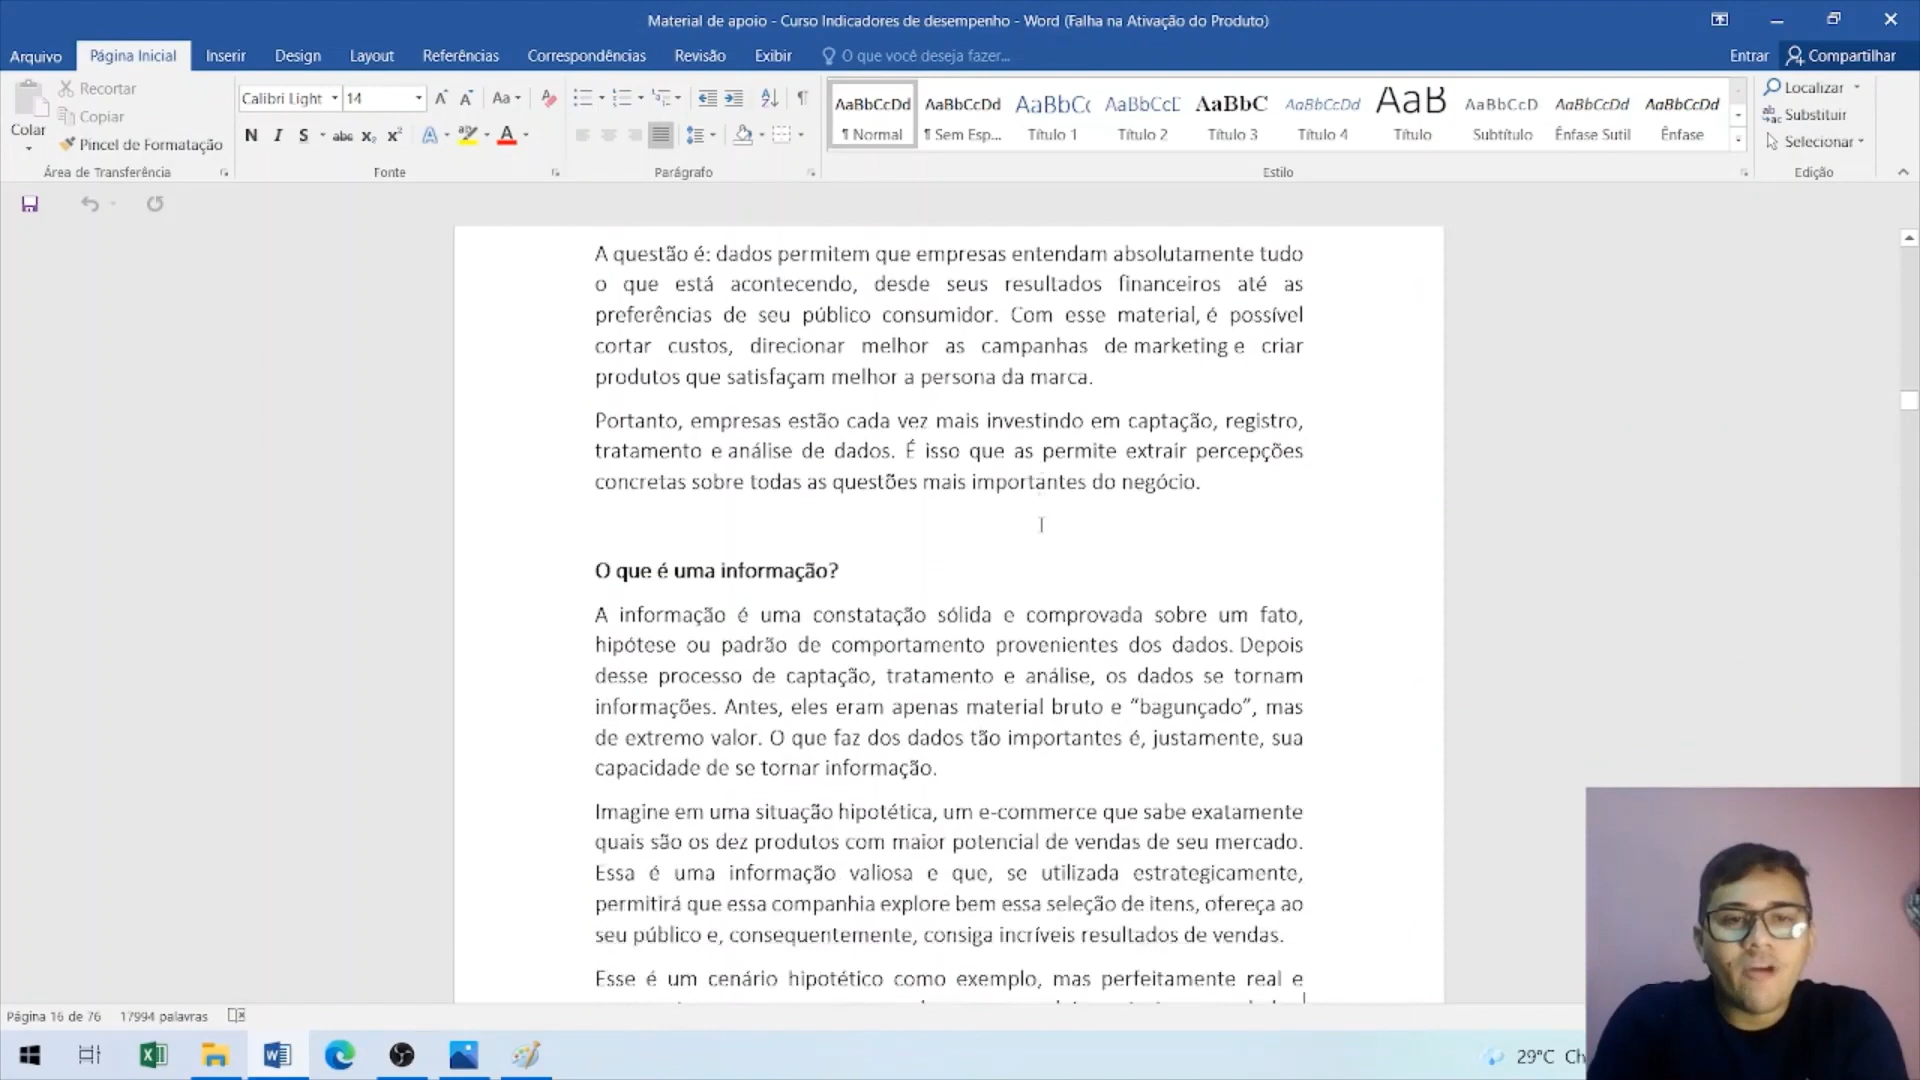 Material de apoio - Curso Indicadores de desempenho - Word (Falha na Ativação do Produto)
Arquivo Página Inicial Inserir Design Layout Referências Correspondências Revisão Exibir O que você deseja fazer... Entrar Compartilhar
Colar
Recortar
Copiar
Pincel de Formatação
Área de Transferência
Calibri Light 14
Fonte
Parágrafo
AaBbCcDd AaBbCcDd AaBbCc AaBbCcE AaBbC AaBbCcDd AaB AaBbCcD AaBbCcDd AaBbCcDd
¶ Normal ¶ Sem Esp... Título 1 Título 2 Título 3 Título 4 Título Subtítulo Ênfase Sutil Ênfase
Estilo
Localizar
Substituir
Selecionar
Edição
A questão é: dados permitem que empresas entendam absolutamente tudo
o que está acontecendo, desde seus resultados financeiros até as
preferências de seu público consumidor. Com esse material, é possível
cortar custos, direcionar melhor as campanhas de marketing e criar
produtos que satisfaçam melhor a persona da marca.
Portanto, empresas estão cada vez mais investindo em captação, registro,
tratamento e análise de dados. É isso que as permite extrair percepções
concretas sobre todas as questões mais importantes do negócio.
O que é uma informação?
A informação é uma constatação sólida e comprovada sobre um fato,
hipótese ou padrão de comportamento provenientes dos dados. Depois
desse processo de captação, tratamento e análise, os dados se tornam
informações. Antes, eles eram apenas material bruto e “bagunçado”, mas
de extremo valor. O que faz dos dados tão importantes é, justamente, sua
capacidade de se tornar informação.
Imagine em uma situação hipotética, um e-commerce que sabe exatamente
quais são os dez produtos com maior potencial de vendas de seu mercado.
Essa é uma informação valiosa e que, se utilizada estrategicamente,
permitirá que essa companhia explore bem essa seleção de itens, ofereça ao
seu público e, consequentemente, consiga incríveis resultados de vendas.
Esse é um cenário hipotético como exemplo, mas perfeitamente real e
Página 16 de 76 17994 palavras
29°C Ch